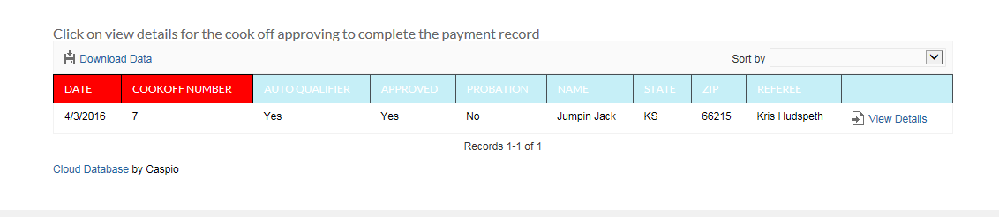 Click on view details for the cook off approving to complete the payment record
Download Data Sort by
DATE COOKOFF NUMBER AUTO QUALIFIER APPROVED PROBATION NAME STATE ZIP REFEREE
4/3/2016 7 Yes Yes No Jumpin Jack KS 66215 Kris Hudspeth View Details
Records 1-1 of 1
Cloud Database by Caspio